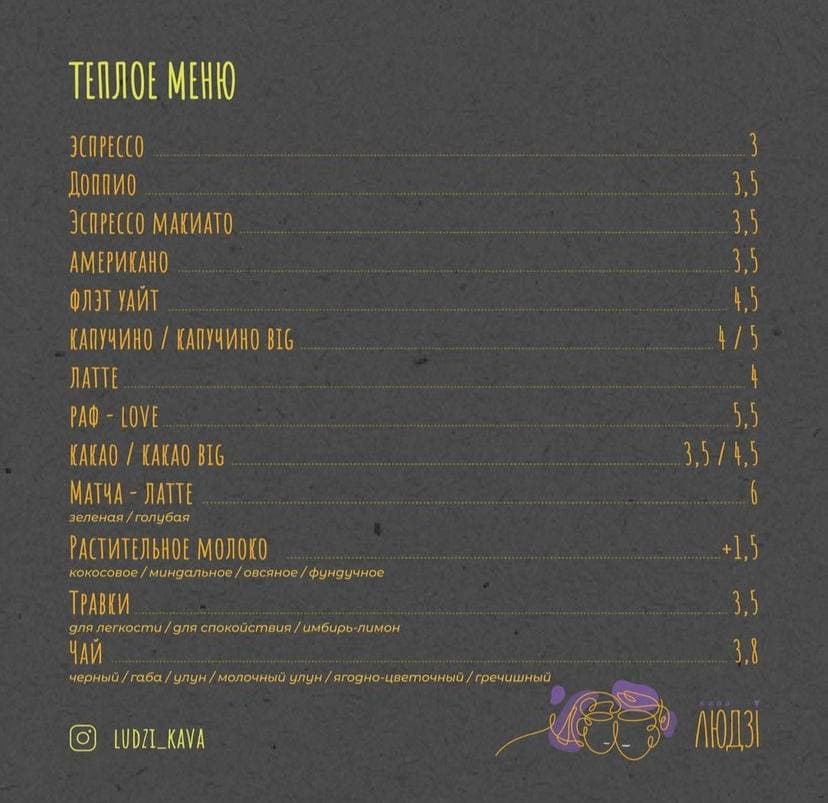 ТЕПЛОЕ МЕНЮ
ЭСПРЕССО 3
Доппио 3,5
Эспрессо макиато 3,5
американо 3,5
ФЛЭТ УАЙТ 4,5
капучино / капучино BIG 4 / 5
ЛАТТЕ 4
РАФ - LOVE 5,5
какао / какао BIG 3,5 / 4,5
Матча - латте 6
зеленая / голубая
Растительное молоко +1,5
кокосовое / миндальное / овсяное / фундучное
Травки 3,5
для легкости / для спокойствия / имбирь-лимон
Чай 3,8
черный / габа / улун / молочный улун / ягодно-цветочный / гречишный
LUDZI_KAVA
ЛЮДЗІ